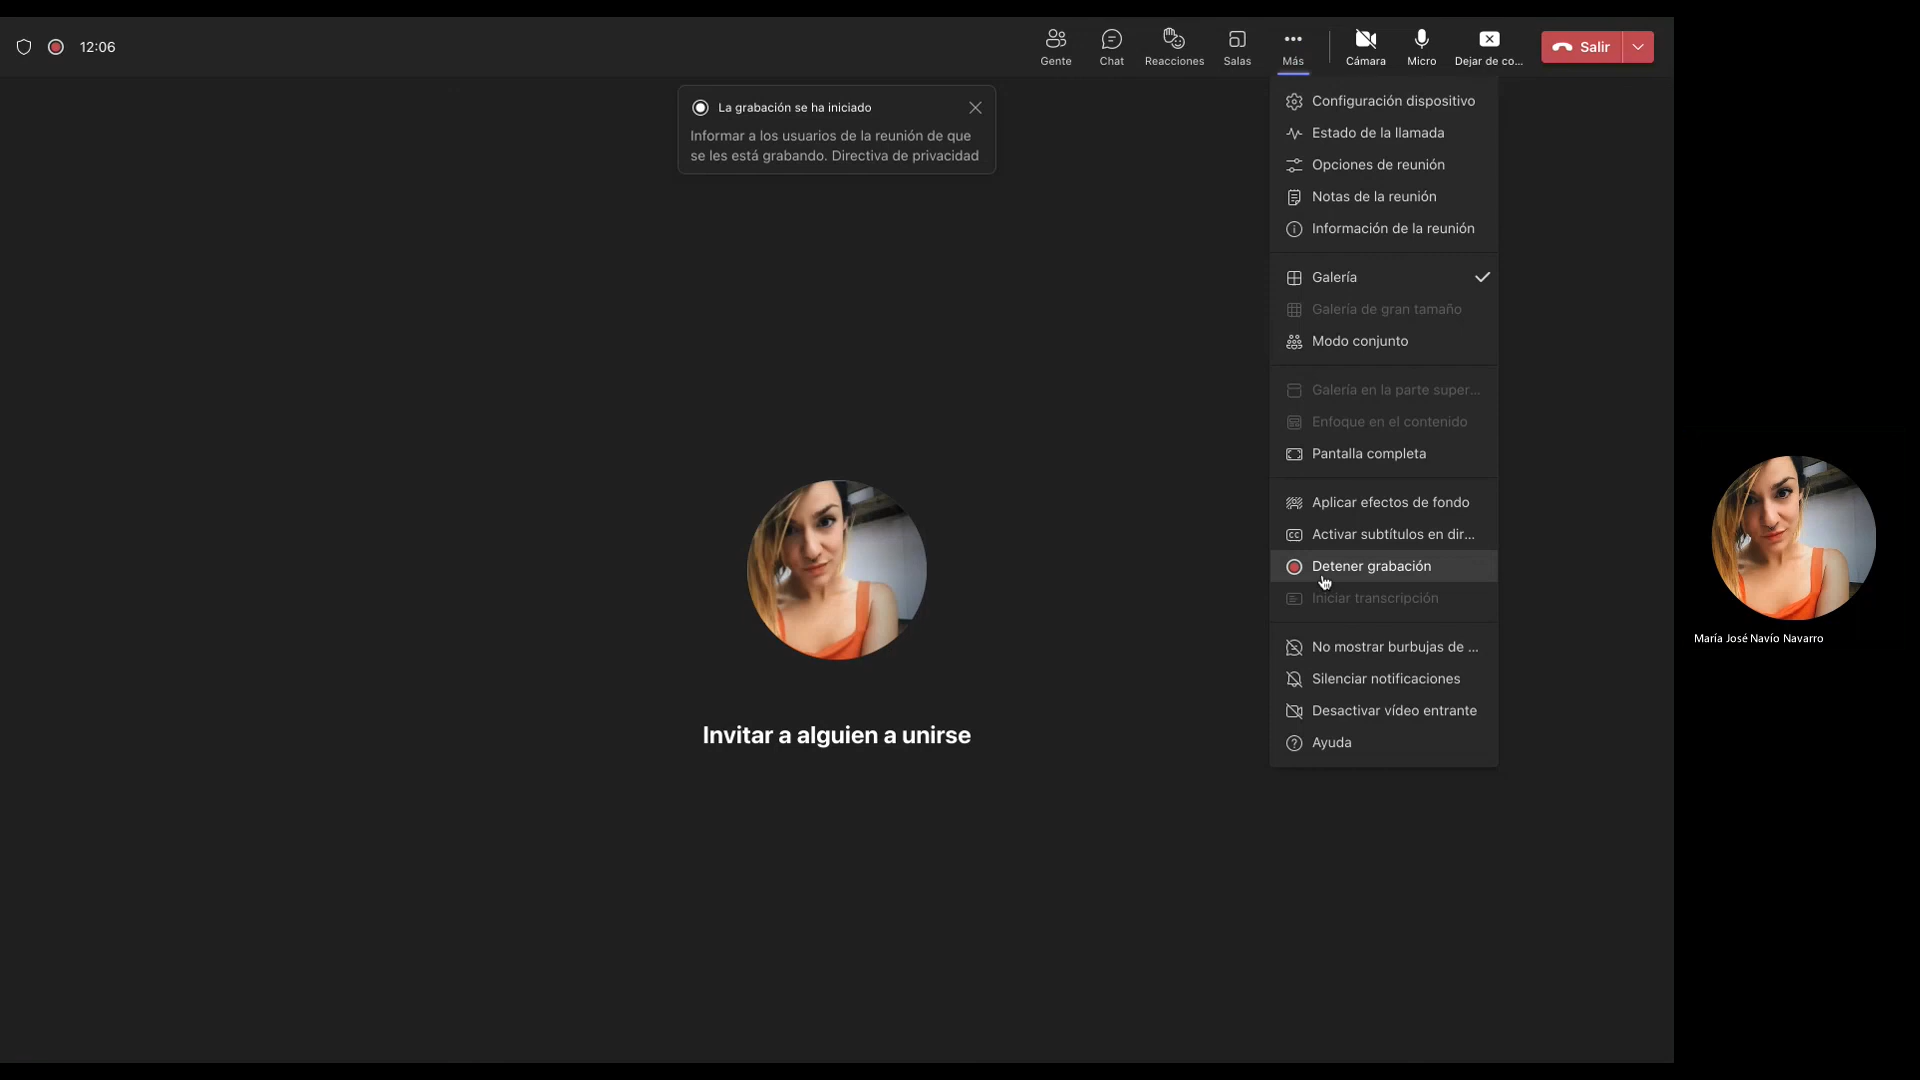 12:06
Gente
Chat
Reacciones
Salas
Más
Cámara
Micro
Dejar de co...
Salir
La grabación se ha iniciado
Informar a los usuarios de la reunión de que
se les está grabando. Directiva de privacidad
Configuración dispositivo
Estado de la llamada
Opciones de reunión
Notas de la reunión
Información de la reunión
Galería
Galería de gran tamaño
Modo conjunto
Galería en la parte super...
Enfoque en el contenido
Pantalla completa
Aplicar efectos de fondo
CC
Activar subtítulos en dir...
Detener grabación
Iniciar transcripción
No mostrar burbujas de ...
Silenciar notificaciones
Desactivar vídeo entrante
Ayuda
Invitar a alguien a unirse
María José Navío Navarro